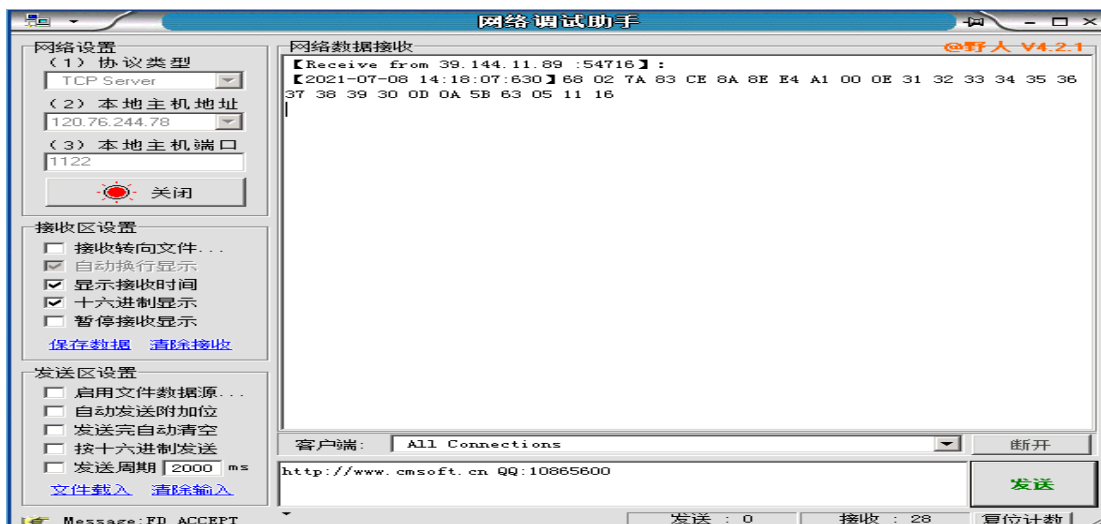 网络调试助手
网络设置
(1) 协议类型
TCP Server
(2) 本地主机地址
120.76.244.78
(3) 本地主机端口
1122
关闭
接收区设置
接收转向文件...
自动换行显示
显示接收时间
十六进制显示
暂停接收显示
保存数据 清除接收
发送区设置
启用文件数据源...
自动发送附加位
发送完自动清空
按十六进制发送
发送周期 2000 ms
文件载入 清除输入
网络数据接收
@野人 V4.2.1
【Receive from 39.144.11.89 :54716】:
【2021-07-08 14:18:07:630】68 02 7A 83 CE 8A 8E E4 A1 00 0E 31 32 33 34 35 36
37 38 39 30 0D 0A 5B 63 05 11 16
客户端: All Connections 断开
http://www.cmsoft.cn QQ:10865600
发送
Message:FD_ACCEPT 发送 : 0 接收 : 28 复位计数